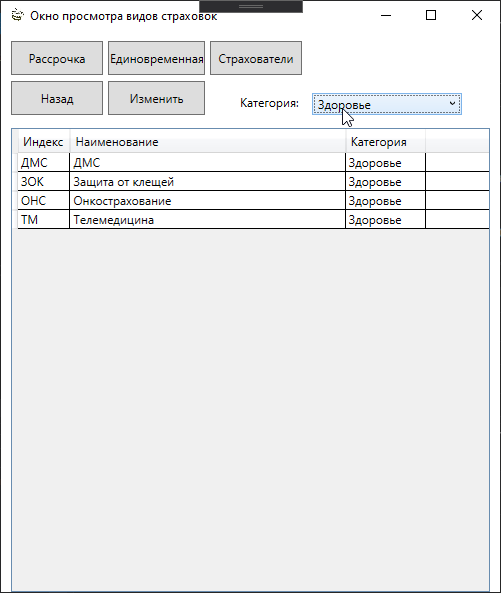 Окно просмотра видов страховок
Рассрочка Единовременная Страхователи
Назад Изменить Категория: Здоровье
Индекс Наименование Категория
ДМС ДМС Здоровье
ЗОК Защита от клещей Здоровье
ОНС Онкострахование Здоровье
ТМ Телемедицина Здоровье